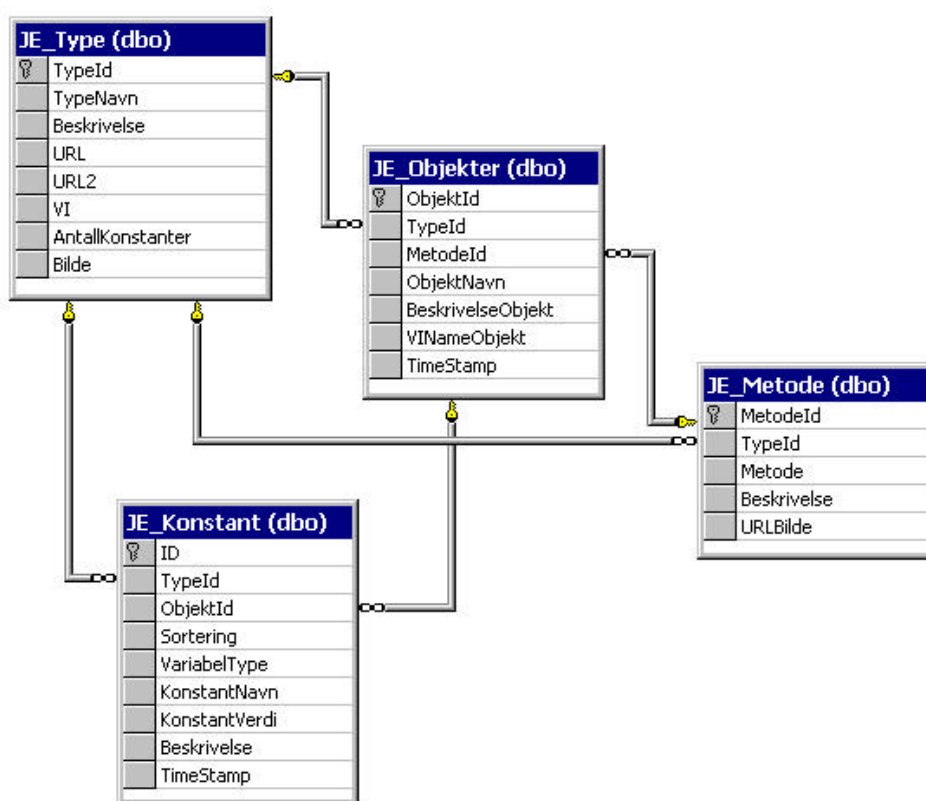 JE_Type (dbo)
TypeId
TypeNavn
Beskrivelse
URL
URL2
VI
AntallKonstanter
Bilde
JE_Objekter (dbo)
ObjektId
TypeId
MetodeId
ObjektNavn
BeskrivelseObjekt
VINameObjekt
TimeStamp
JE_Metode (dbo)
MetodeId
TypeId
Metode
Beskrivelse
URLBilde
JE_Konstant (dbo)
ID
TypeId
ObjektId
Sortering
VariabelType
KonstantNavn
KonstantVerdi
Beskrivelse
TimeStamp